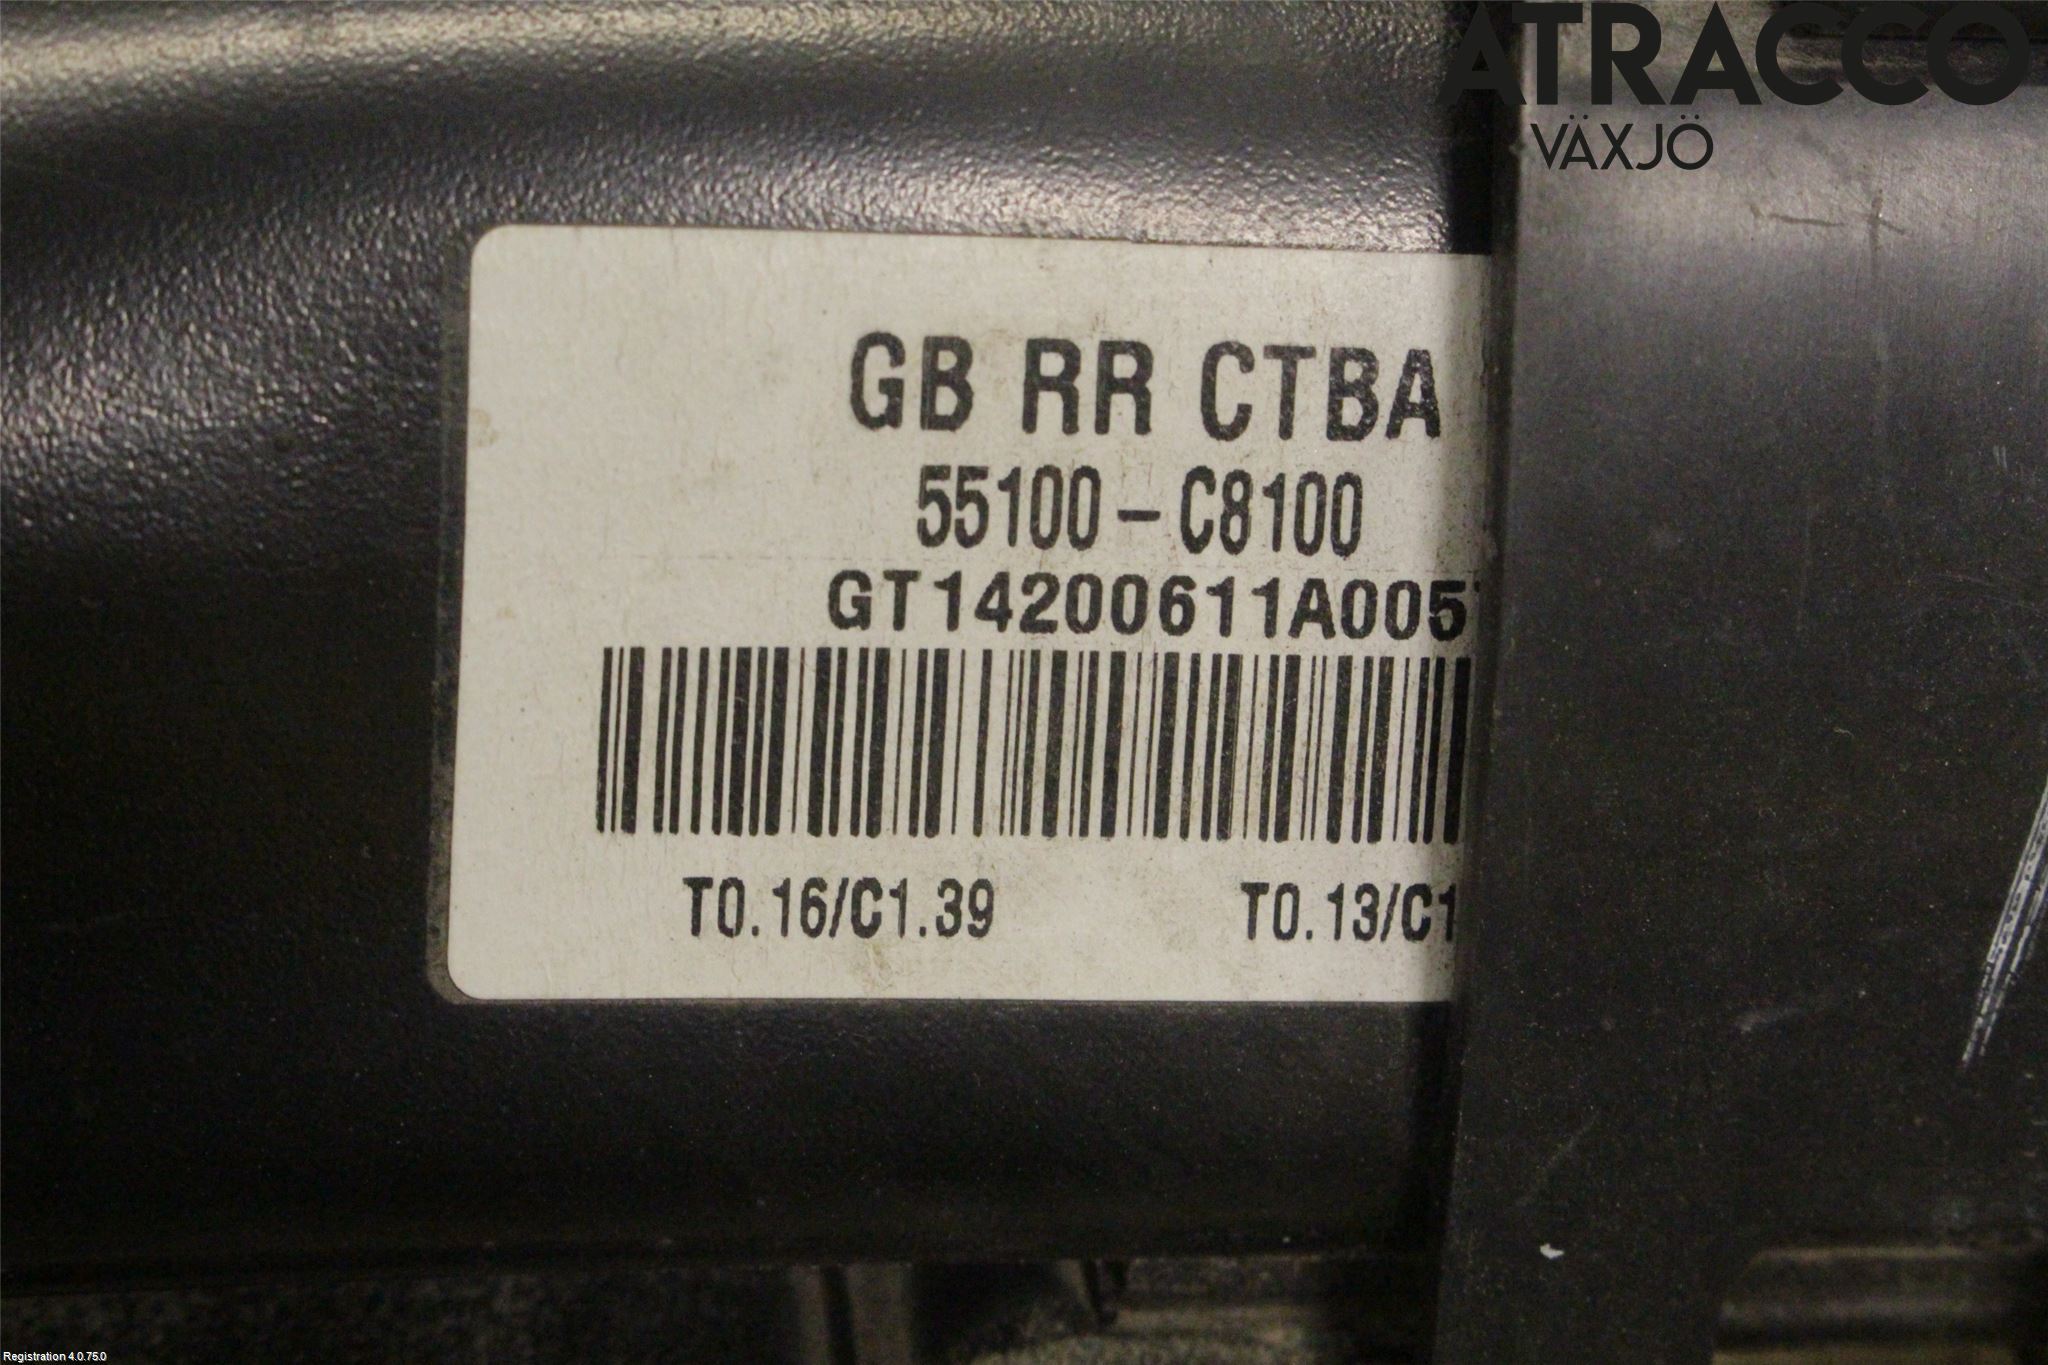 ATRACCO
VÄXJÖ
GB RR CTBA
55100-C8100
GT14200611A005
T0.16/C1.39 T0.13/C1
Registration 4.0.75.0